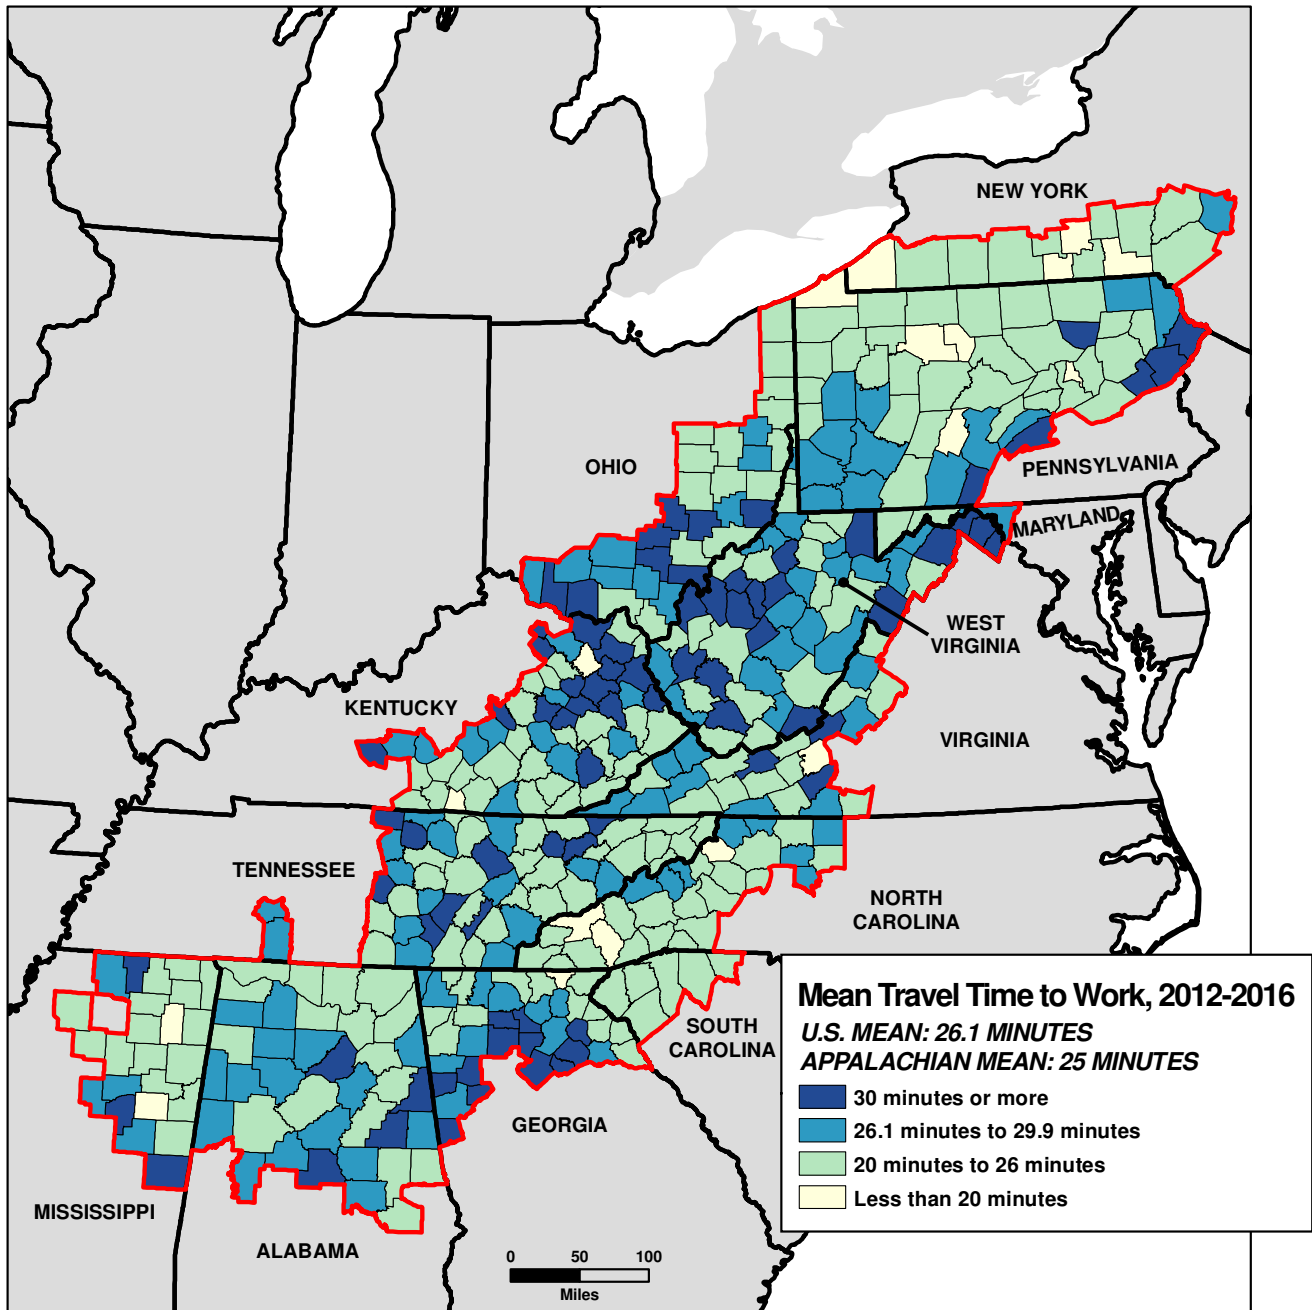 NEW YORK
OHIO
PENNSYLVANIA
MARYLAND
WEST
VIRGINIA
KENTUCKY
VIRGINIA
TENNESSEE
NORTH
CAROLINA
SOUTH
CAROLINA
GEORGIA
MISSISSIPPI
ALABAMA
Mean Travel Time to Work, 2012-2016
U.S. MEAN: 26.1 MINUTES
APPALACHIAN MEAN: 25 MINUTES
30 minutes or more
26.1 minutes to 29.9 minutes
20 minutes to 26 minutes
Less than 20 minutes
0 50 100
Miles